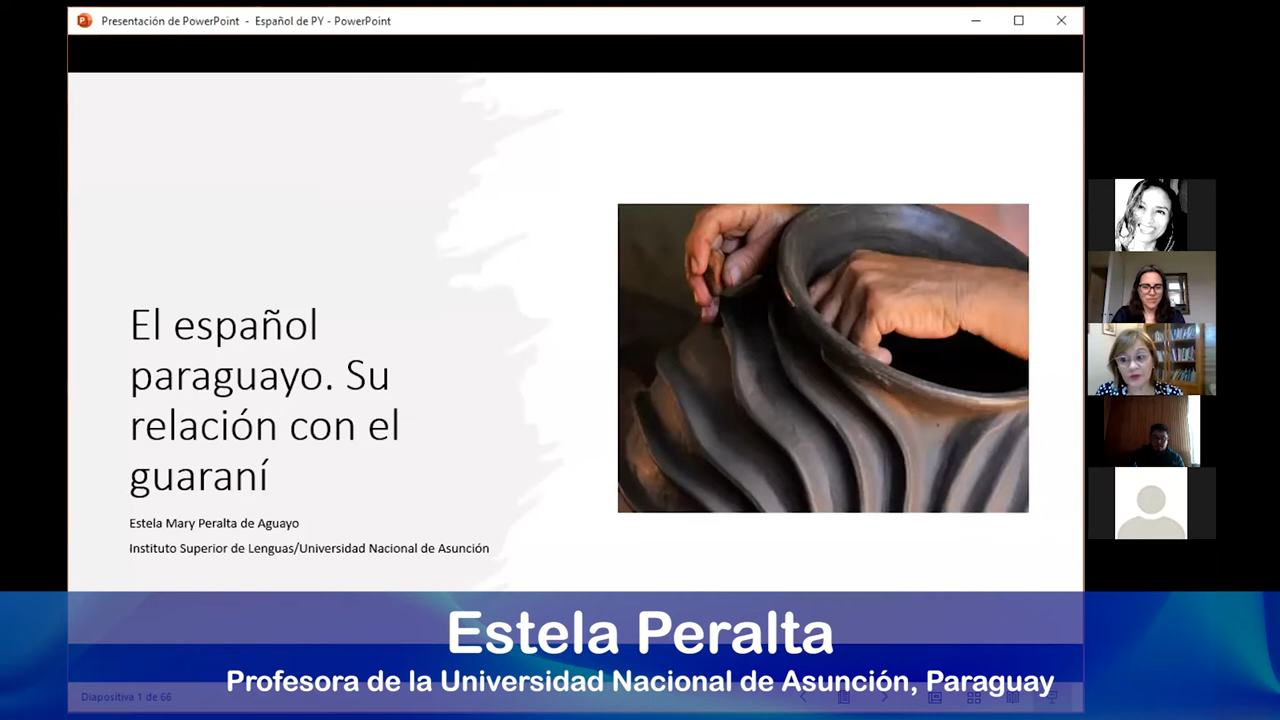 Presentación de PowerPoint - Español de PY - PowerPoint
El español
paraguayo. Su
relación con el
guaraní
Estela Mary Peralta de Aguayo
Instituto Superior de Lenguas/Universidad Nacional de Asunción
Estela Peralta
Profesora de la Universidad Nacional de Asunción, Paraguay
Diapositiva 1 de 66